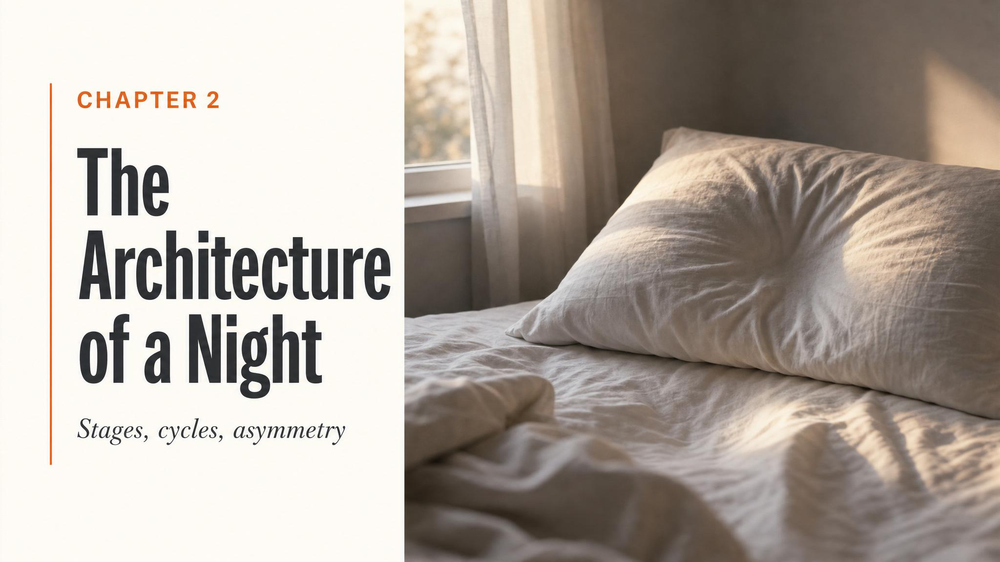 CHAPTER 2
The
Architecture
of a Night
Stages, cycles, asymmetry